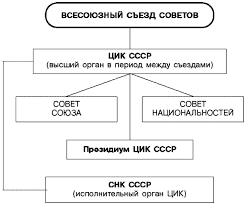 ВСЕСОЮЗНЫЙ СЪЕЗД СОВЕТОВ
ЦИК СССР
(высший орган в период между съездами)
СОВЕТ
СОЮЗА
СОВЕТ
НАЦИОНАЛЬНОСТЕЙ
Президиум ЦИК СССР
СНК СССР
(исполнительный орган ЦИК)